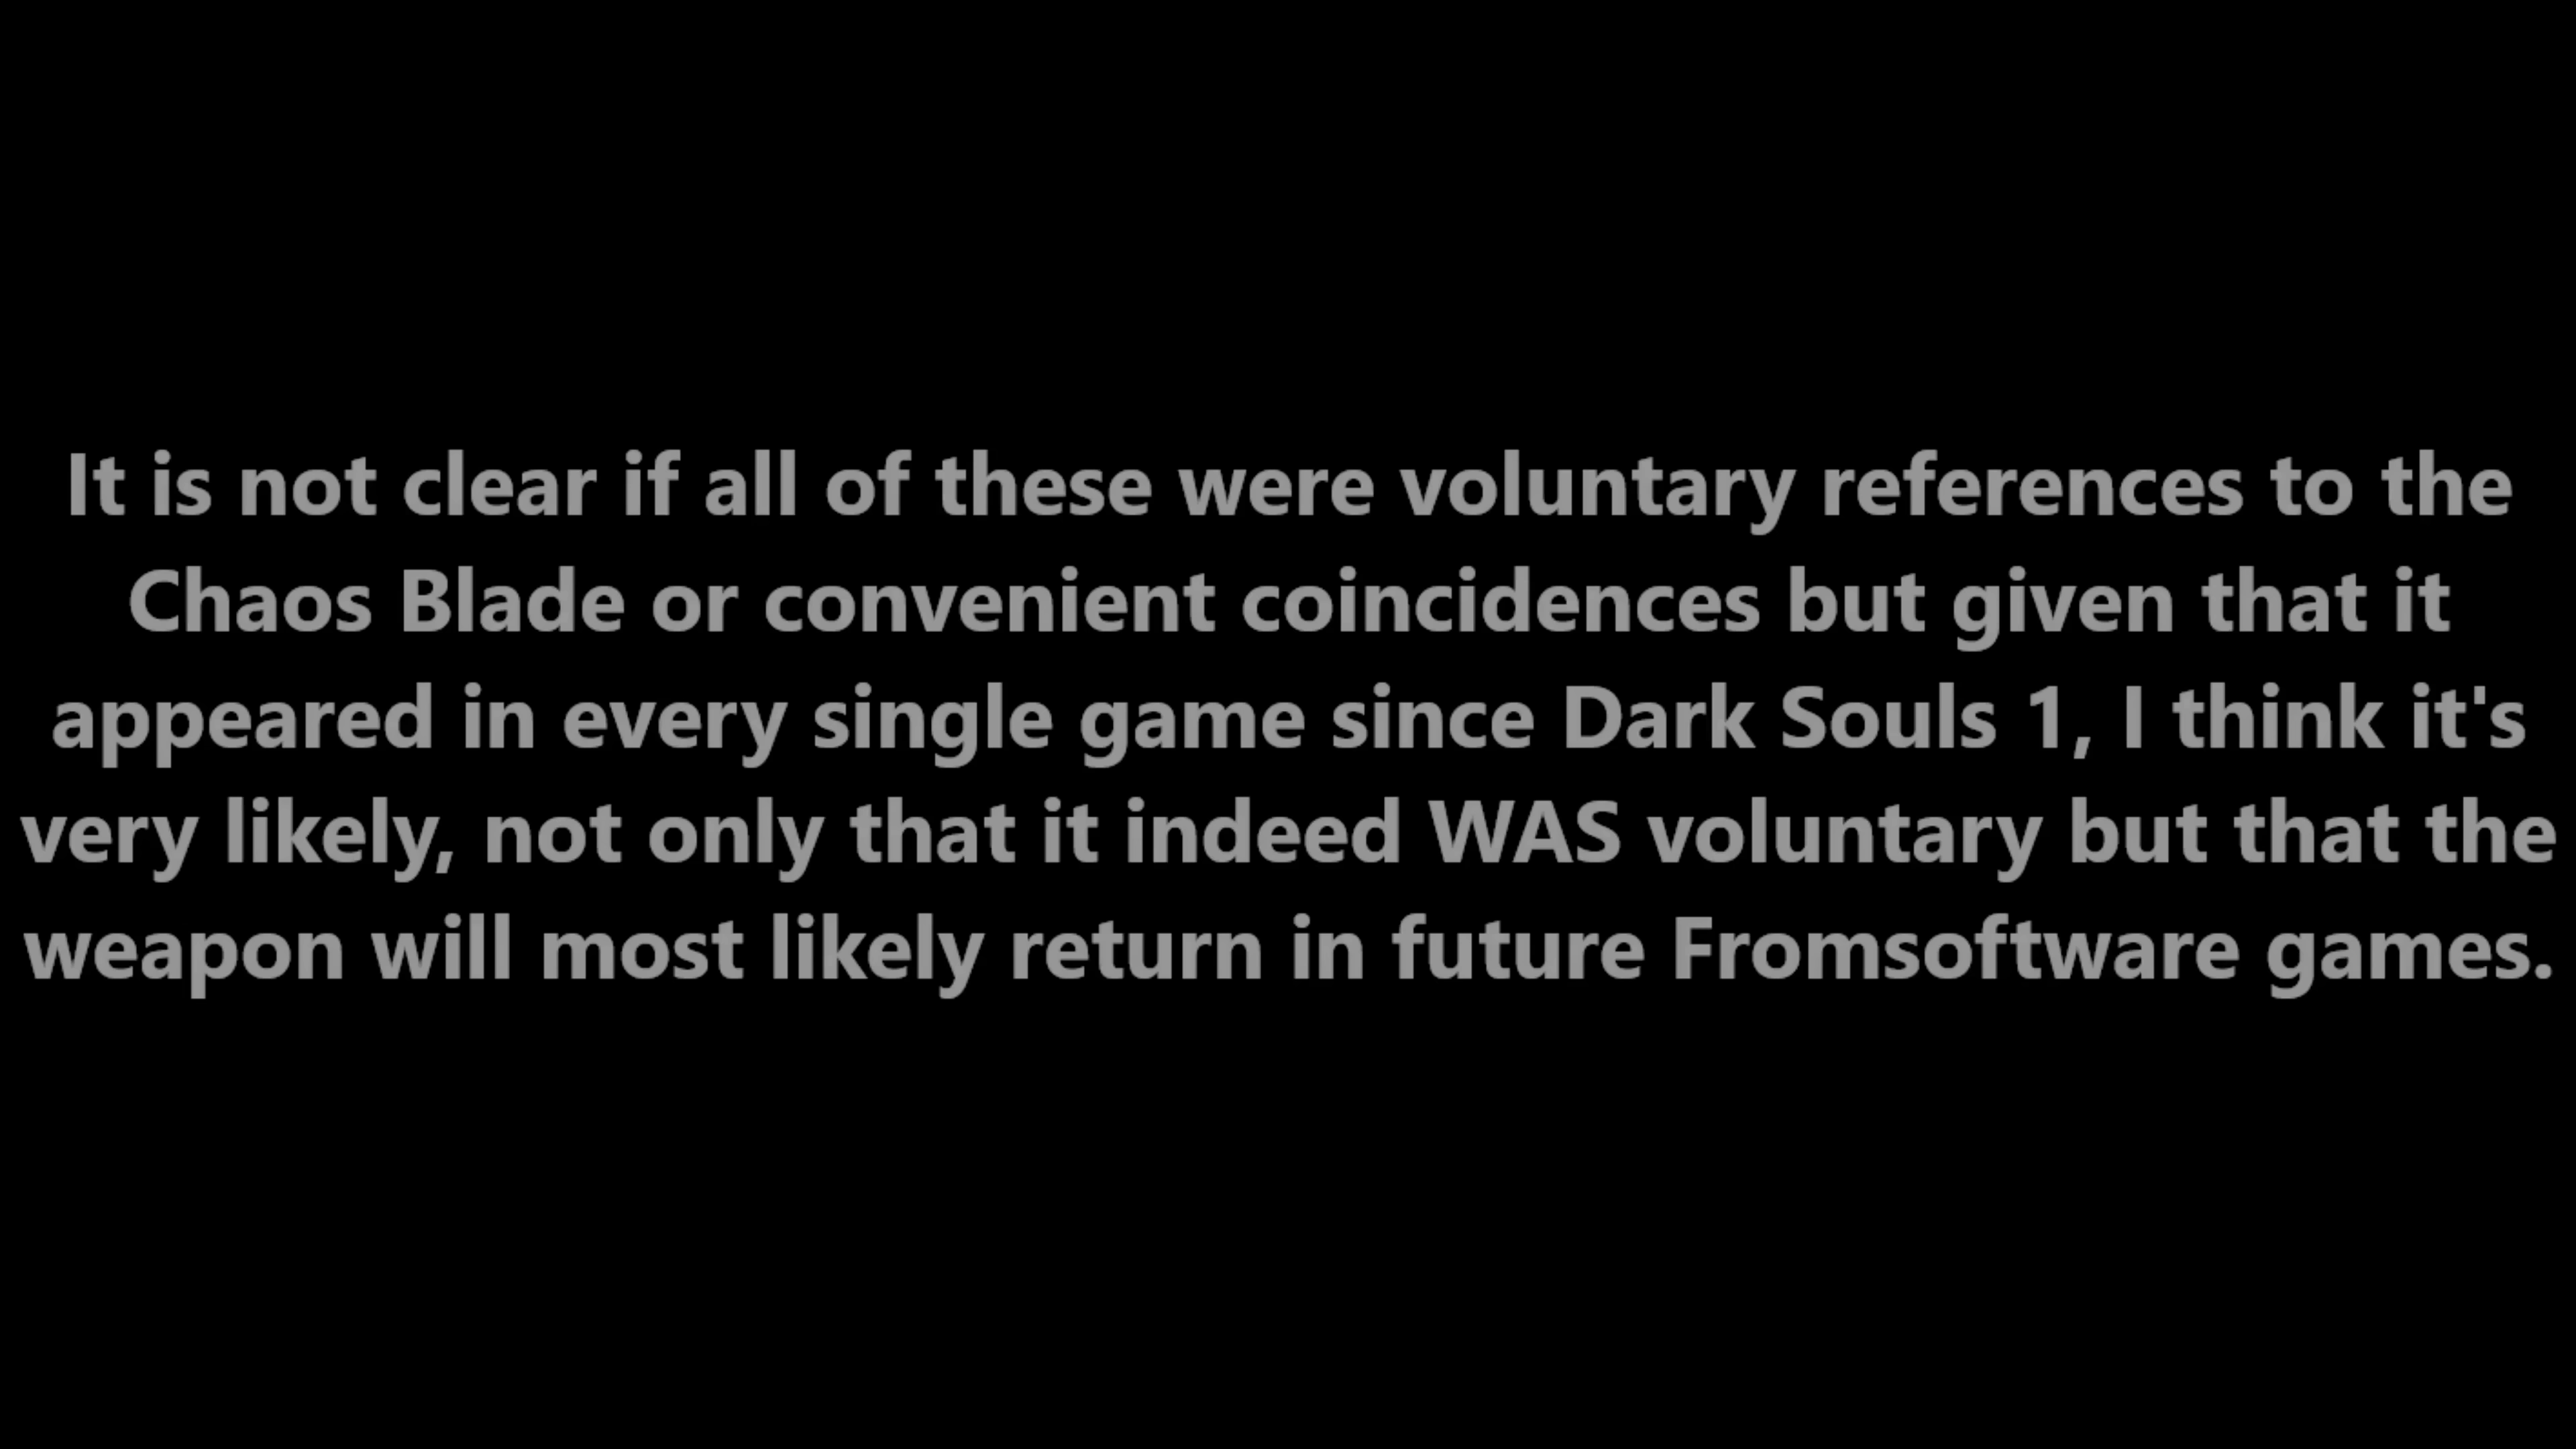 It is not clear if all of these were voluntary references to the
Chaos Blade or convenient coincidences but given that it
appeared in every single game since Dark Souls 1, I think it's
very likely, not only that it indeed WAS voluntary but that the
weapon will most likely return in future Fromsoftware games.